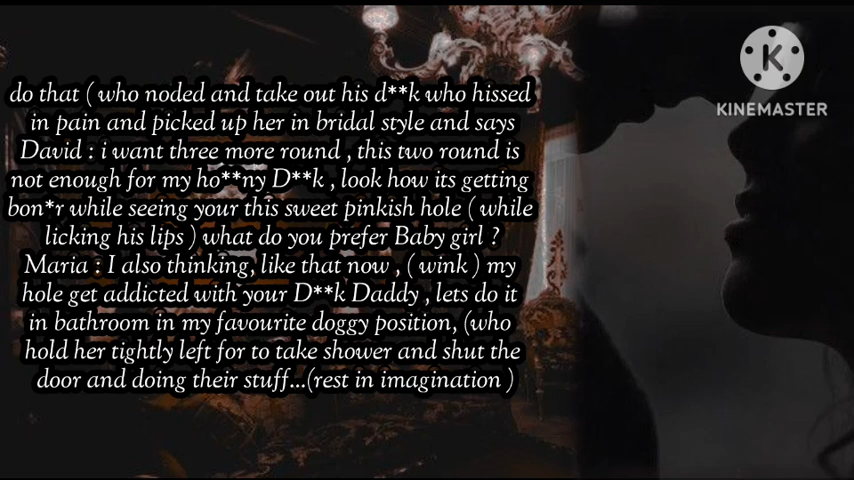 do that ( who noded and take out his d**k who hissed
in pain and picked up her in bridal style and says
David : i want three more round , this two round is
not enough for my ho**ny D**k , look how its getting
bon*r while seeing your this sweet pinkish hole ( while
licking his lips ) what do you prefer Baby girl ?
Maria : I also thinking, like that now , ( wink ) my
hole get addicted with your D**k Daddy , lets do it
in bathroom in my favourite doggy position, (who
hold her tightly left for to take shower and shut the
door and doing their stuff...(rest in imagination )
K
KINEMASTER